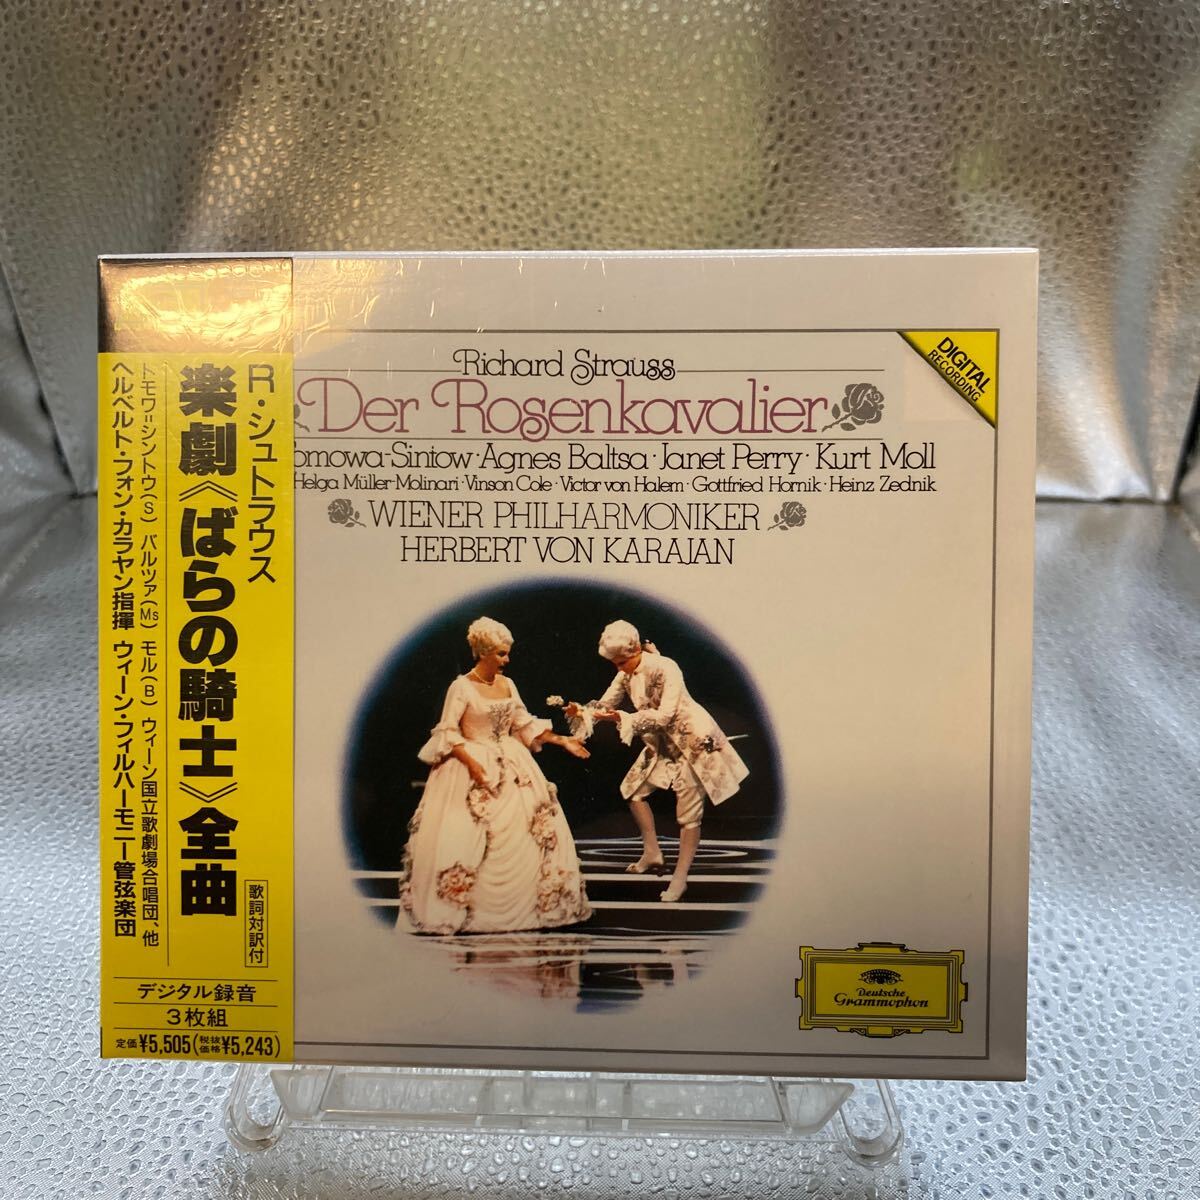 R・シュトラウス
楽劇《ばらの騎士》全曲
歌詞対訳付
トモワ=シントウ(S) バルツァ(Ms) モル(B) ウィーン国立歌劇場合唱団、他
ヘルベルト・フォン・カラヤン指揮 ウィーン・フィルハーモニー管弦楽団
デジタル録音
3枚組
定価¥5,505(税抜価格¥5,243)
Richard Strauss
Der Rosenkavalier
omowa-Sintow·Agnes Baltsa·Janet Perry·Kurt Moll
Helga Müller-Molinari·Vinson Cole·Victor von Halem·Gottfried Hornik·Heinz Zednik
WIENER PHILHARMONIKER
HERBERT VON KARAJAN
DIGITAL
RECORDING
Deutsche
Grammophon